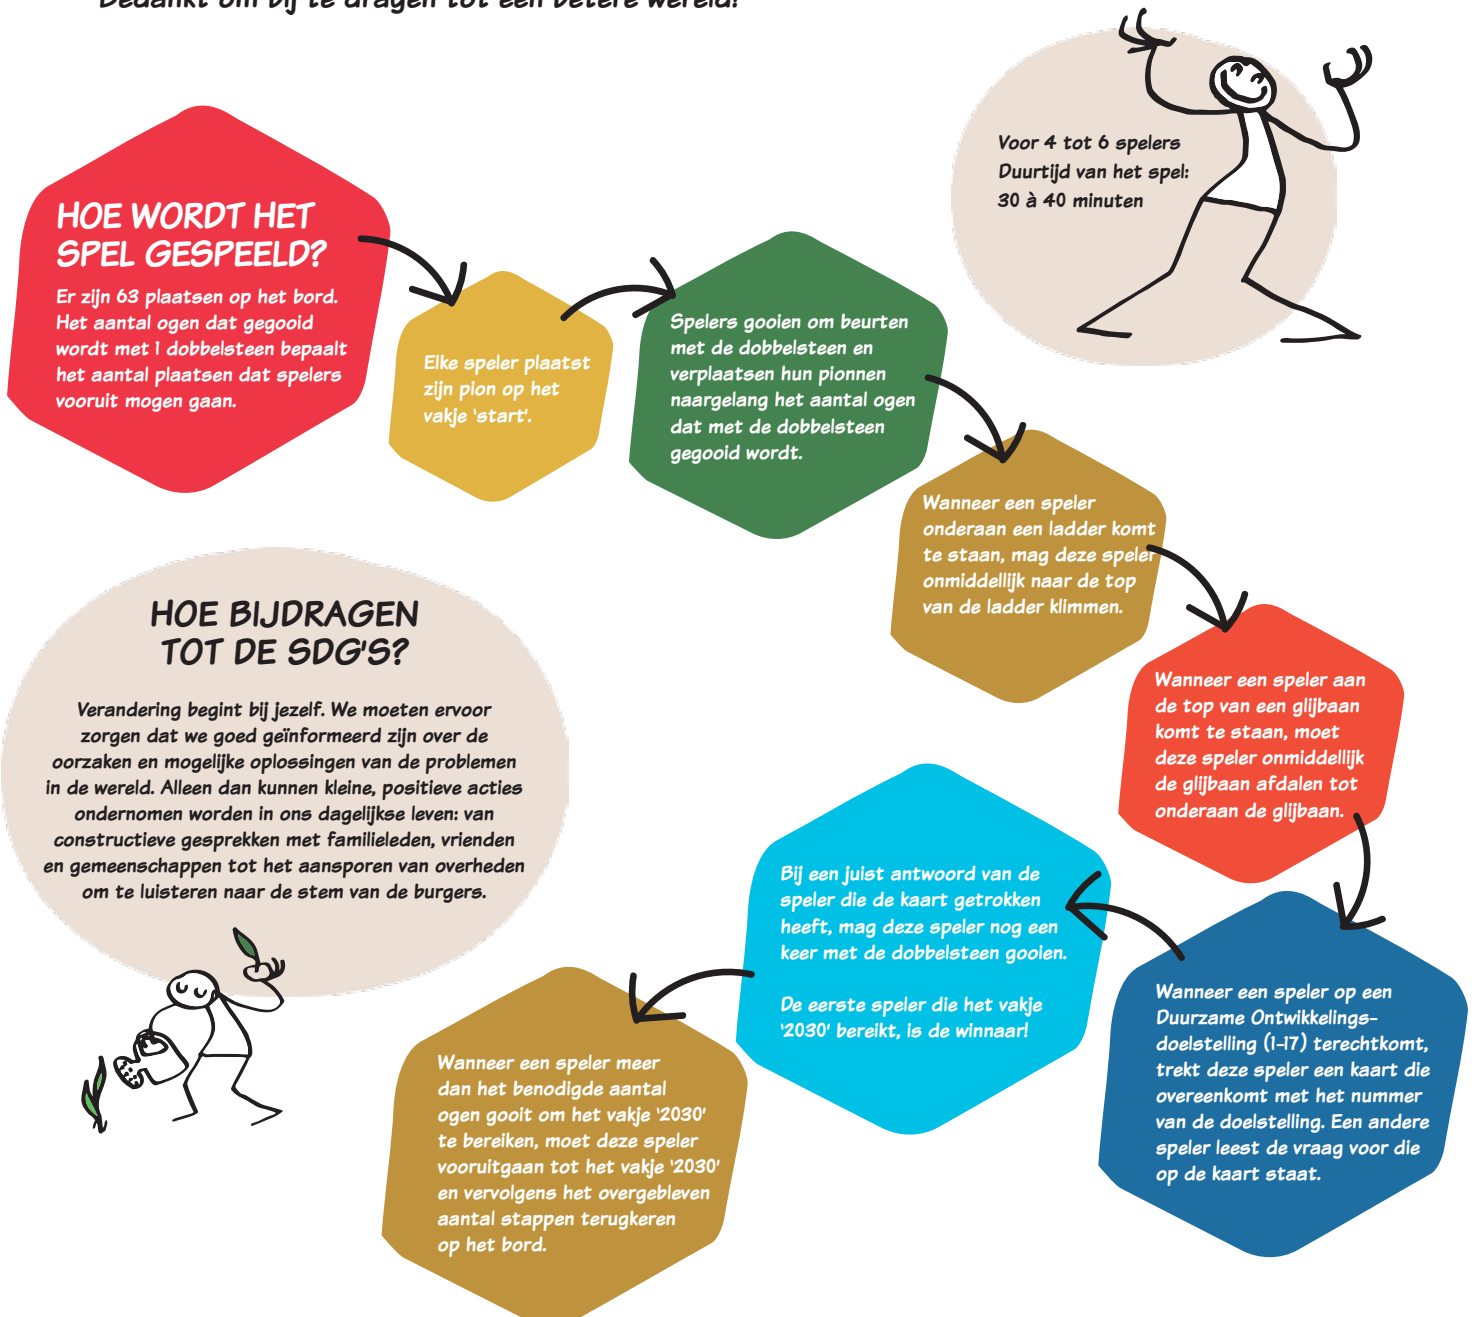 Bedankt om bij te dragen tot een betere wereld!
Voor 4 tot 6 spelers
Duurtijd van het spel:
30 à 40 minuten
HOE WORDT HET
SPEL GESPEELD?
Er zijn 63 plaatsen op het bord.
Het aantal ogen dat gegooid
wordt met 1 dobbelsteen bepaalt
het aantal plaatsen dat spelers
vooruit mogen gaan.
Elke speler plaatst
zijn pion op het
vakje 'start'.
Spelers gooien om beurten
met de dobbelsteen en
verplaatsen hun pionnen
naargelang het aantal ogen
dat met de dobbelsteen
gegooid wordt.
Wanneer een speler
onderaan een ladder komt
te staan, mag deze speler
onmiddellijk naar de top
van de ladder klimmen.
Wanneer een speler aan
de top van een glijbaan
komt te staan, moet
deze speler onmiddellijk
de glijbaan afdalen tot
onderaan de glijbaan.
Wanneer een speler op een
Duurzame Ontwikkelings-
doelstelling (1-17) terechtkomt,
trekt deze speler een kaart die
overeenkomt met het nummer
van de doelstelling. Een andere
speler leest de vraag voor die
op de kaart staat.
Bij een juist antwoord van de
speler die de kaart getrokken
heeft, mag deze speler nog een
keer met de dobbelsteen gooien.
De eerste speler die het vakje
'2030' bereikt, is de winnaar!
Wanneer een speler meer
dan het benodigde aantal
ogen gooit om het vakje '2030'
te bereiken, moet deze speler
vooruitgaan tot het vakje '2030'
en vervolgens het overgebleven
aantal stappen terugkeren
op het bord.
HOE BIJDRAGEN
TOT DE SDG'S?
Verandering begint bij jezelf. We moeten ervoor
zorgen dat we goed geïnformeerd zijn over de
oorzaken en mogelijke oplossingen van de problemen
in de wereld. Alleen dan kunnen kleine, positieve acties
ondernomen worden in ons dagelijkse leven: van
constructieve gesprekken met familieleden, vrienden
en gemeenschappen tot het aansporen van overheden
om te luisteren naar de stem van de burgers.